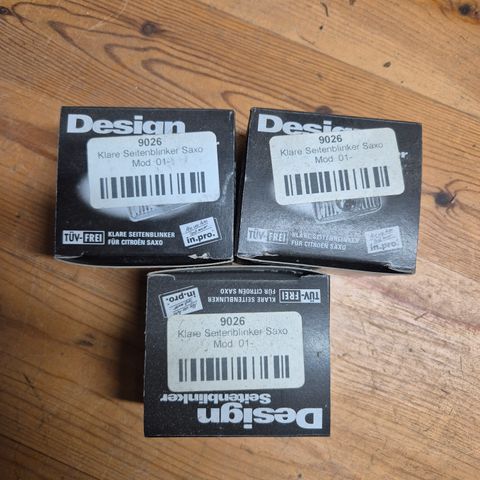 Design
9026
Klare Seitenblinker Saxo
Mod. 01-
TÜV-FREI
KLARE SEITENBLINKER
FÜR CITROËN SAXO
in.pro.
Design
9026
Klare Seitenblinker Saxo
Mod. 01-
TÜV-FREI
KLARE SEITENBLINKER
FÜR CITROËN SAXO
in.pro.
in.pro.
KLARE SEITENBLINKER
FÜR CITROËN SAXO
TÜV-FREI
9026
Klare Seitenblinker Saxo
Mod. 01-
Design
Seitenblinker